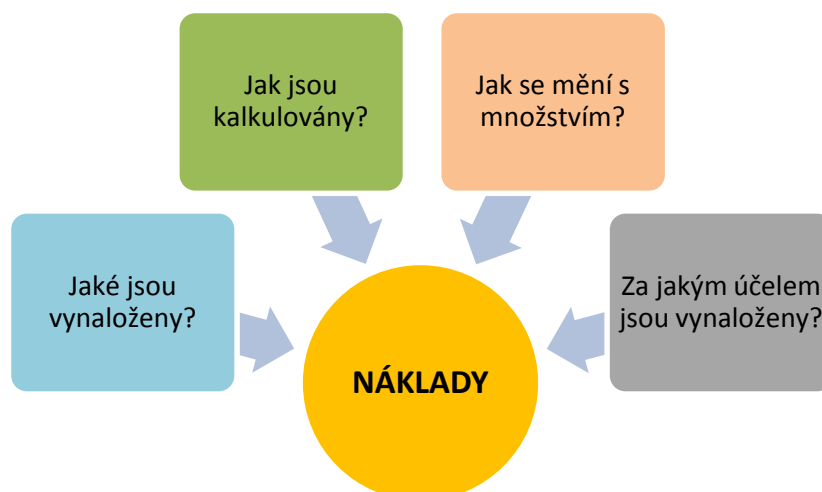 Jak jsou
kalkulovány?
Jak se mění s
množstvím?
Jaké jsou
vynaloženy?
Za jakým účelem
jsou vynaloženy?
NÁKLADY